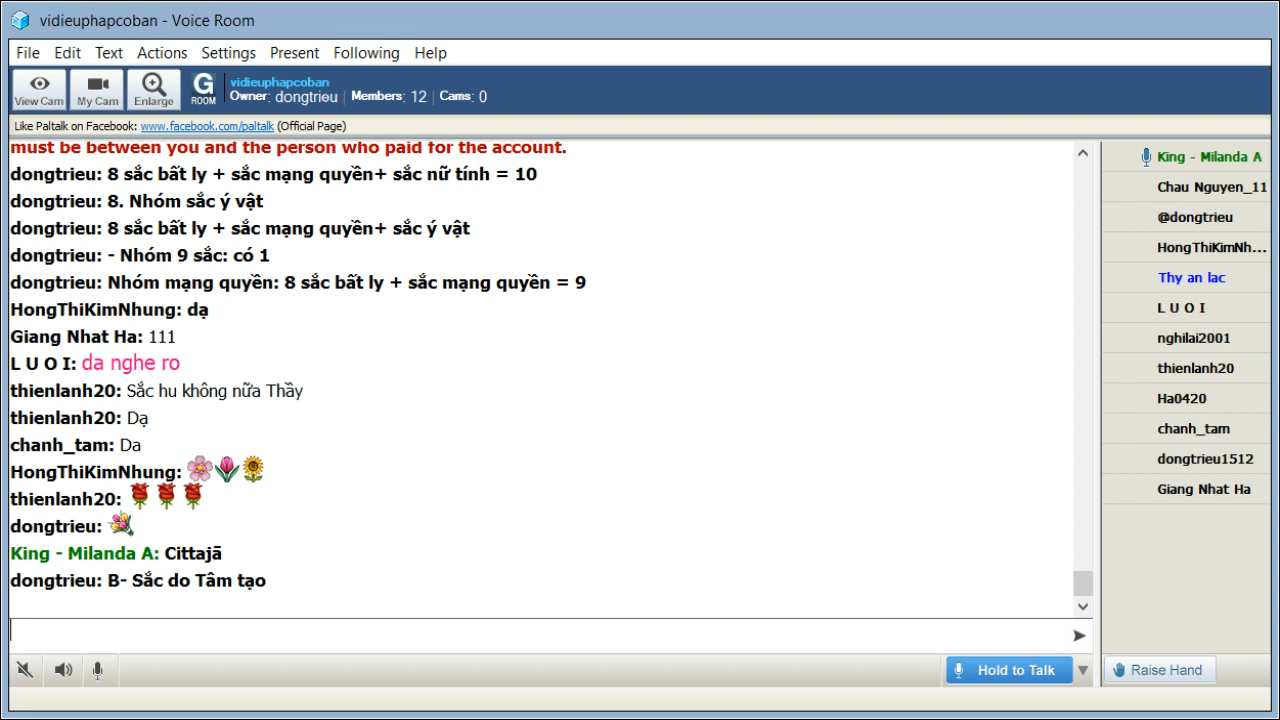 vidieuphapcoban - Voice Room
File Edit Text Actions Settings Present Following Help
View Cam My Cam Enlarge G ROOM vidieuphapcoban
Owner: dongtrieu | Members: 12 | Cams: 0
Like Paltalk on Facebook: www.facebook.com/paltalk (Official Page)
must be between you and the person who paid for the account.
dongtrieu: 8 sắc bất ly + sắc mạng quyền+ sắc nữ tính = 10
dongtrieu: 8. Nhóm sắc ý vật
dongtrieu: 8 sắc bất ly + sắc mạng quyền+ sắc ý vật
dongtrieu: - Nhóm 9 sắc: có 1
dongtrieu: Nhóm mạng quyền: 8 sắc bất ly + sắc mạng quyền = 9
HongThiKimNhung: dạ
Giang Nhat Ha: 111
L U O I: da nghe ro
thienlanh20: Sắc hu không nữa Thầy
thienlanh20: Dạ
chanh_tam: Da
HongThiKimNhung:
thienlanh20:
dongtrieu:
King - Milanda A: Cittajā
dongtrieu: B- Sắc do Tâm tạo
King - Milanda A
Chau Nguyen_11
@dongtrieu
HongThiKimNh...
Thy an lac
L U O I
nghilai2001
thienlanh20
Ha0420
chanh_tam
dongtrieu1512
Giang Nhat Ha
Hold to Talk
Raise Hand